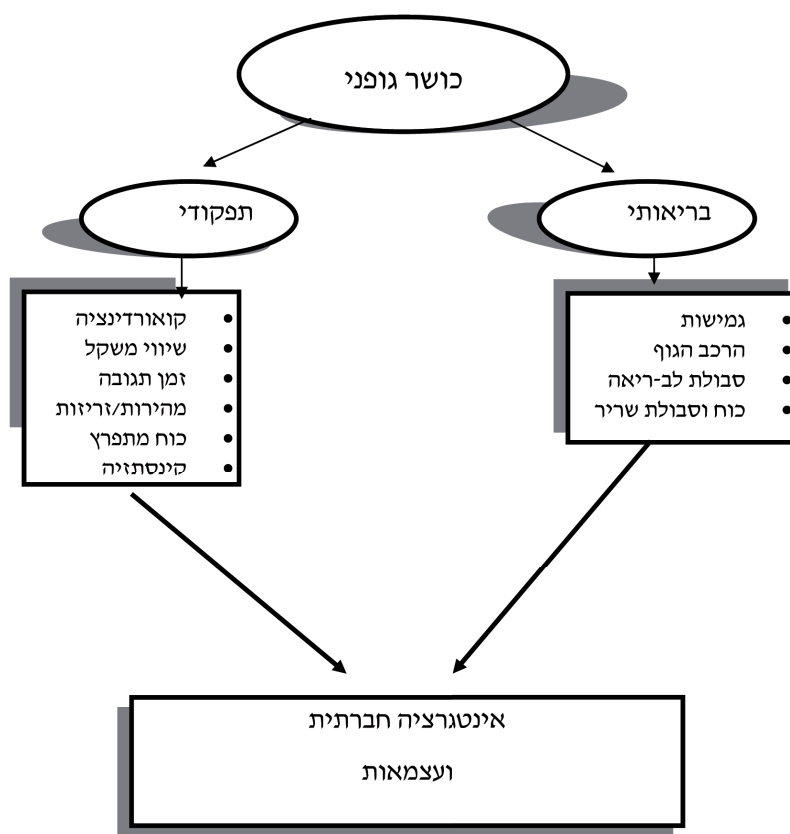 כושר גופני
בריאותי
תפקודי
• גמישות
• הרכב הגוף
• סבולת לב-ריאה
• כוח וסבולת שריר
• קואורדינציה
• שיווי משקל
• זמן תגובה
• מהירות/זריזות
• כוח מתפרץ
• קינסתזיה
אינטגרציה חברתית
ועצמאות